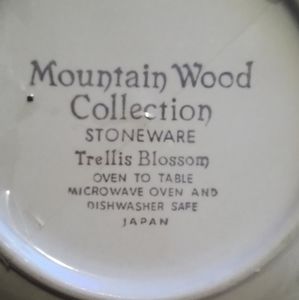 Mountain Wood
Collection
STONEWARE
Trellis Blossom
OVEN TO TABLE
MICROWAVE OVEN AND
DISHWASHER SAFE
JAPAN